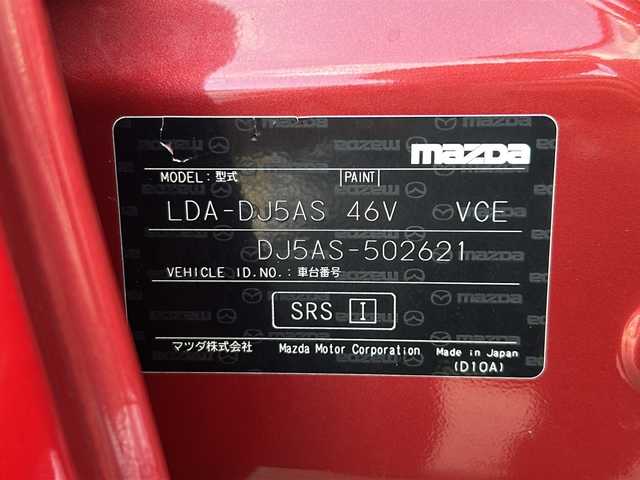 mazda
MODEL:型式 PAINT
LDA-DJ5AS 46V VCE
DJ5AS-502621
VEHICLE ID.NO.:車台番号
SRS I
マツダ株式会社 Mazda Motor Corporation Made in Japan
(D10A)